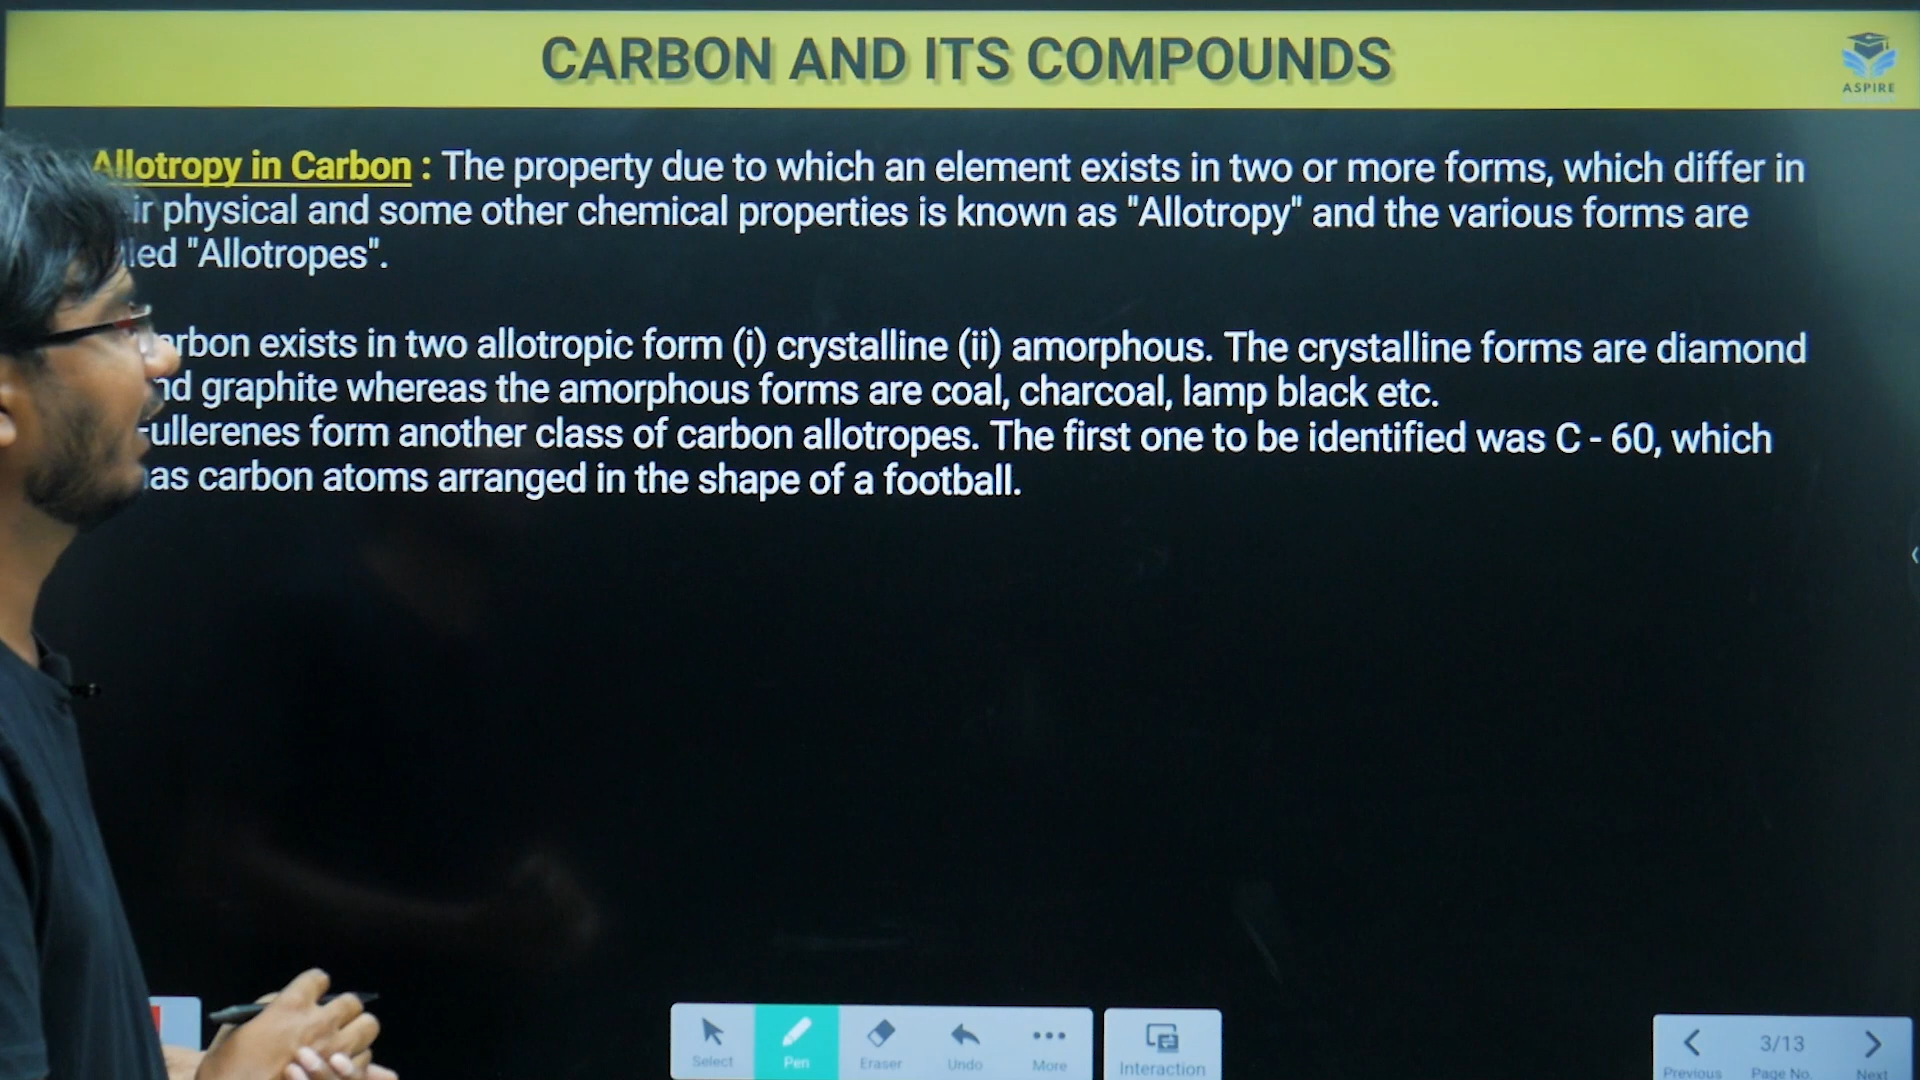 CARBON AND ITS COMPOUNDS
ASPIRE
Allotropy in Carbon : The property due to which an element exists in two or more forms, which differ in
physical and some other chemical properties is known as "Allotropy" and the various forms are
"Allotropes".
exists in two allotropic form (i) crystalline (ii) amorphous. The crystalline forms are diamond
graphite whereas the amorphous forms are coal, charcoal, lamp black etc.
ullerenes form another class of carbon allotropes. The first one to be identified was C - 60, which
as carbon atoms arranged in the shape of a football.
Select Pen Eraser Undo More Interaction
3/13
Previous Page No. Next